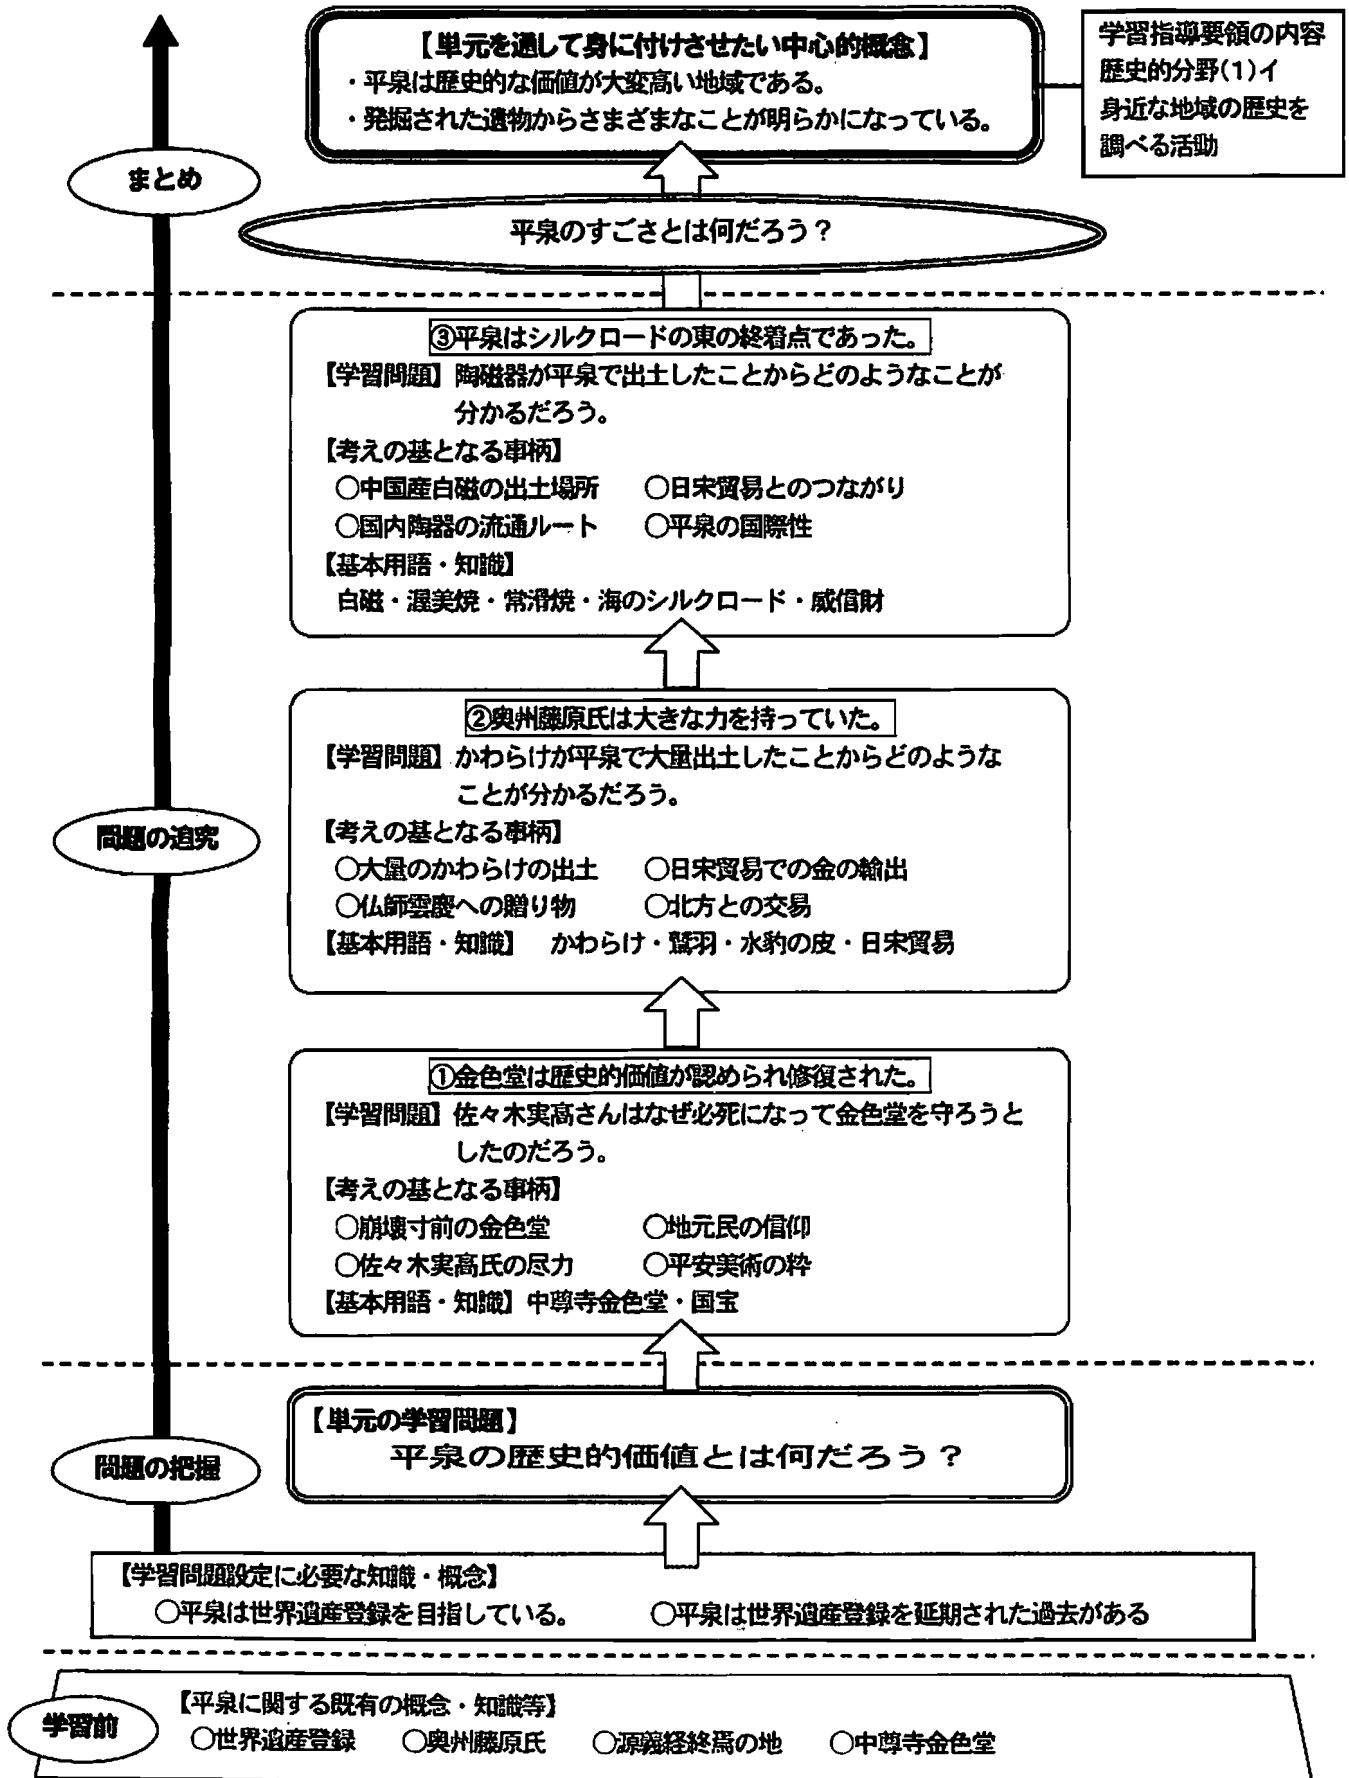 【単元を通して身に付けさせたい中心的概念】
・平泉は歴史的な価値が大変高い地域である。
・発掘された遺物からさまざまなことが明らかになっている。
学習指導要領の内容
歴史的分野(1)イ
身近な地域の歴史を
調べる活動
まとめ
平泉のすごさとは何だろう？
③平泉はシルクロードの東の終着点であった。
【学習問題】陶磁器が平泉で出土したことからどのようなことが
分かるだろう。
【考えの基となる事柄】
○中国産白磁の出土場所　○日宋貿易とのつながり
○国内陶器の流通ルート　○平泉の国際性
【基本用語・知識】
白磁・渥美焼・常滑焼・海のシルクロード・威信財
②奥州藤原氏は大きな力を持っていた。
【学習問題】かわらけが平泉で大量出土したことからどのような
ことが分かるだろう。
問題の追究
【考えの基となる事柄】
○大量のかわらけの出土　○日宋貿易での金の輸出
○仏師雲慶への贈り物　○北方との交易
【基本用語・知識】　かわらけ・鷲羽・水豹の皮・日宋貿易
①金色堂は歴史的価値が認められ修復された。
【学習問題】佐々木実高さんはなぜ必死になって金色堂を守ろうと
したのだろう。
【考えの基となる事柄】
○崩壊寸前の金色堂　○地元民の信仰
○佐々木実高氏の尽力　○平安美術の粋
【基本用語・知識】中尊寺金色堂・国宝
【単元の学習問題】
平泉の歴史的価値とは何だろう？
問題の把握
【学習問題設定に必要な知識・概念】
○平泉は世界遺産登録を目指している。　○平泉は世界遺産登録を延期された過去がある
学習前
【平泉に関する既有の概念・知識等】
○世界遺産登録　○奥州藤原氏　○源義経終焉の地　○中尊寺金色堂